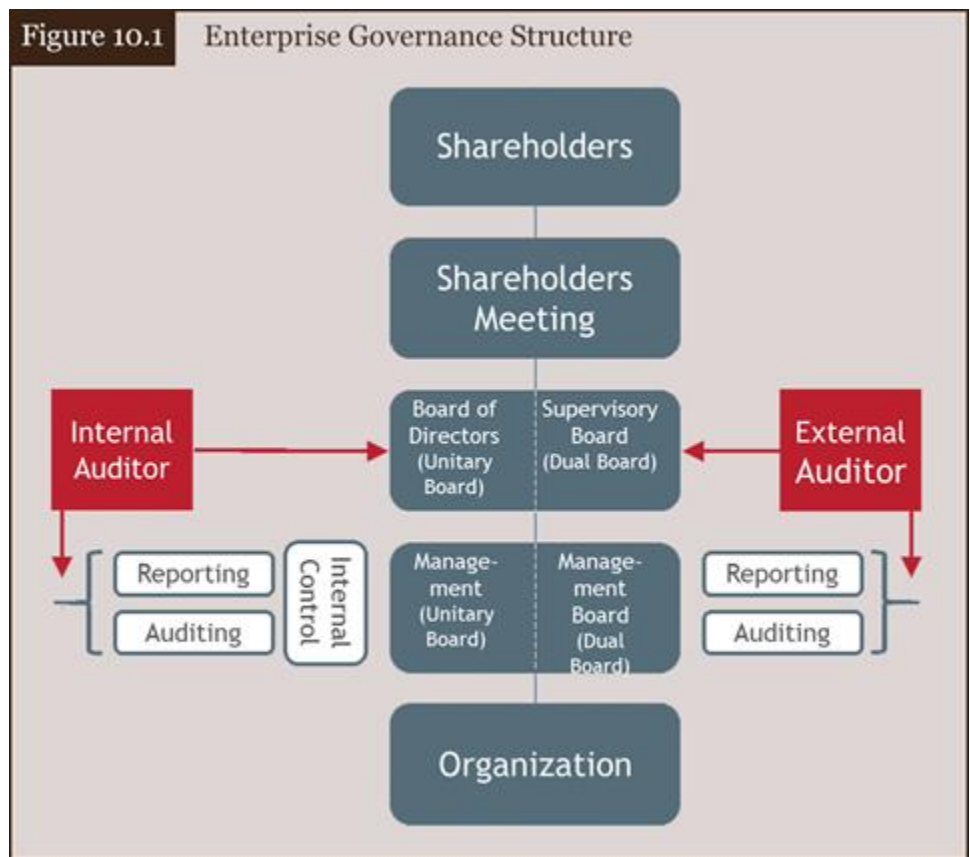 Figure 10.1 Enterprise Governance Structure
Shareholders
Shareholders
Meeting
Internal
Auditor
Board of
Directors
(Unitary
Board)
Supervisory
Board
(Dual Board)
External
Auditor
Reporting
Auditing
Internal
Control
Manage-
ment
(Unitary
Board)
Manage-
ment
Board
(Dual
Board)
Reporting
Auditing
Organization